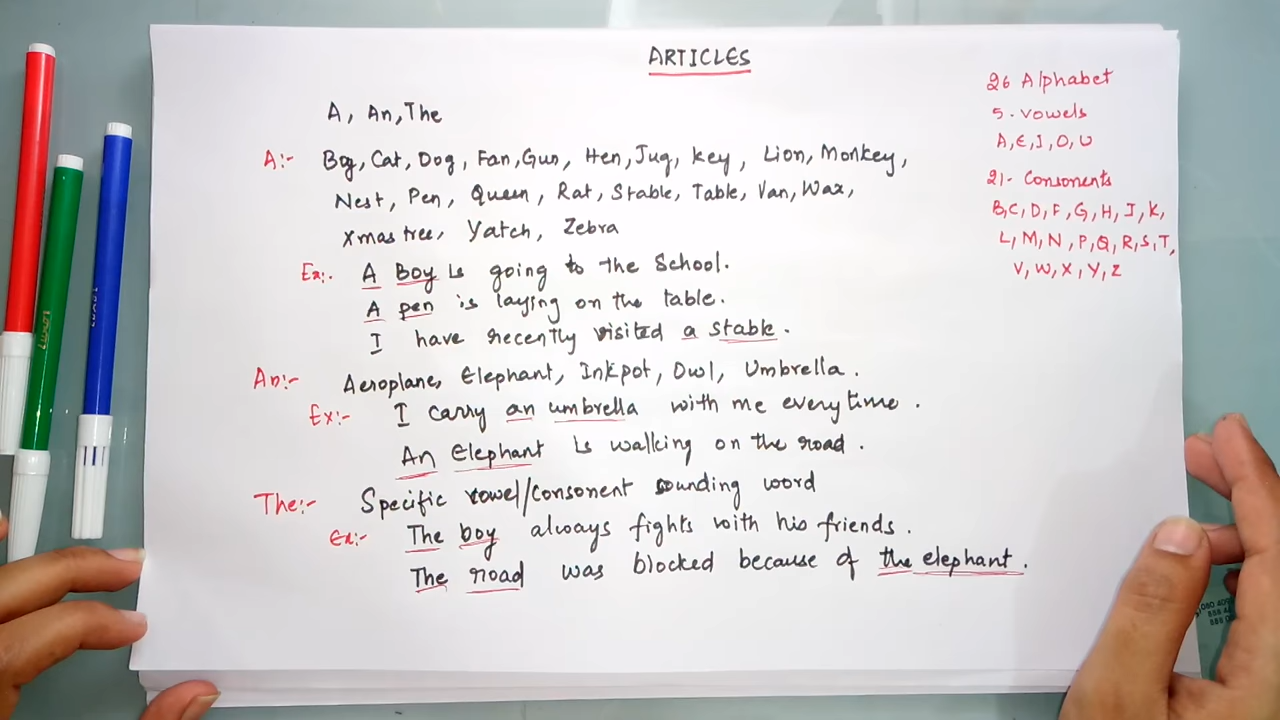 ARTICLES
A, An, The
A:- Boy, Cat, Dog, Fan, Gun, Hen, Jug, key, Lion, Monkey,
Nest, Pen, Queen, Rat, Stable, Table, Van, Wax,
Xmas tree, Yatch, Zebra
Ex:. A Boy is going to the School.
A pen is laying on the table.
I have recently visited a stable.
An:- Aeroplane, Elephant, Inkpot, Owl, Umbrella.
Ex:- I carry an umbrella with me everytime.
An Elephant is walking on the road.
The:- Specific vowel/consonent sounding word
Ex:- The boy always fights with his friends.
The road was blocked because of the elephant.
26 Alphabet
5-vowels
A, E, I, O, U
21- Consonents
B, C, D, F, G, H, J, K,
L, M, N, P, Q, R, S, T,
V, W, X, Y, Z
Luxor